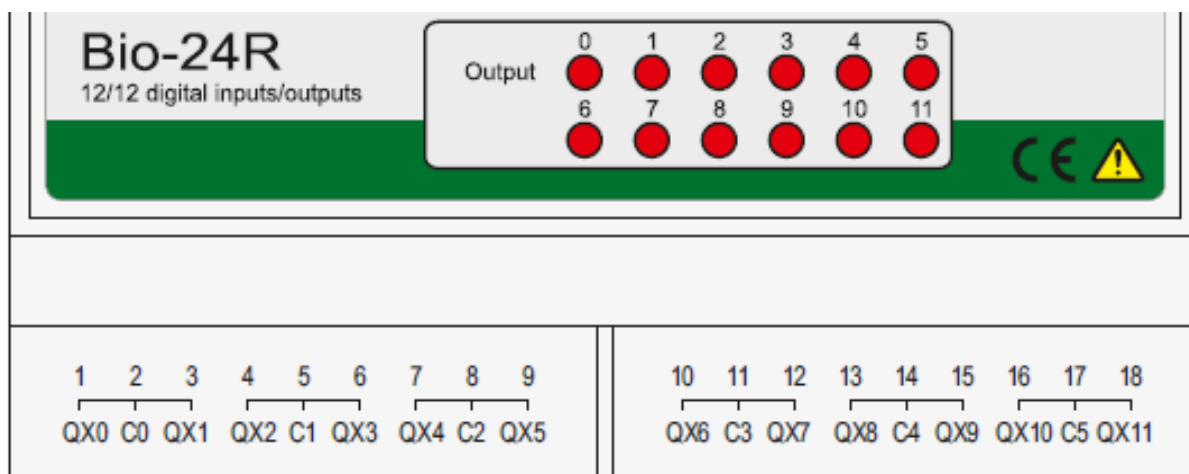 Bio-24R
12/12 digital inputs/outputs
Output
0 1 2 3 4 5
6 7 8 9 10 11
CE
1 2 3 4 5 6 7 8 9
QX0 C0 QX1 QX2 C1 QX3 QX4 C2 QX5
10 11 12 13 14 15 16 17 18
QX6 C3 QX7 QX8 C4 QX9 QX10 C5 QX11